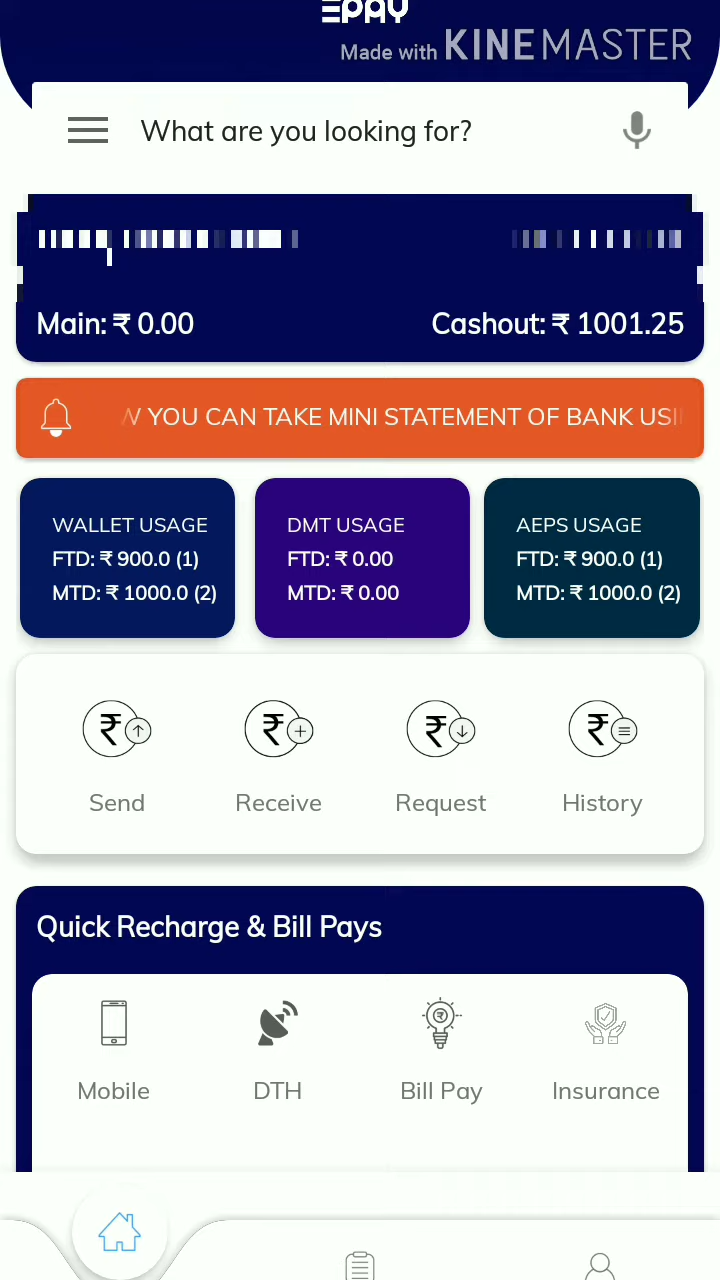 EPAY
Made with KINEMASTER
What are you looking for?
Main: ₹ 0.00
Cashout: ₹ 1001.25
YOU CAN TAKE MINI STATEMENT OF BANK
WALLET USAGE
FTD: ₹ 900.0 (1)
MTD: ₹ 1000.0 (2)
DMT USAGE
FTD: ₹ 0.00
MTD: ₹ 0.00
AEPS USAGE
FTD: ₹ 900.0 (1)
MTD: ₹ 1000.0 (2)
Send
Receive
Request
History
Quick Recharge & Bill Pays
Mobile
DTH
Bill Pay
Insurance